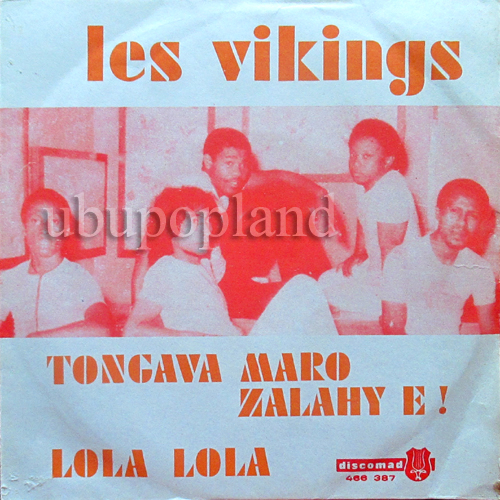 les vikings
ubupopland
TONGAVA MARO
ZALAHY E !
LOLA LOLA
discomad
466 387